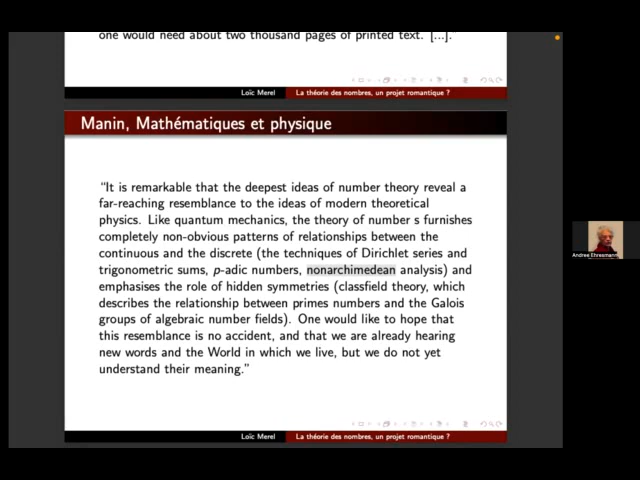 one would need about two thousand pages of printed text. [...]."
Loïc Merel La théorie des nombres, un projet romantique ?
Manin, Mathématiques et physique
"It is remarkable that the deepest ideas of number theory reveal a
far-reaching resemblance to the ideas of modern theoretical
physics. Like quantum mechanics, the theory of number s furnishes
completely non-obvious patterns of relationships between the
continuous and the discrete (the techniques of Dirichlet series and
trigonometric sums, p-adic numbers, nonarchimedean analysis) and
emphasises the role of hidden symmetries (classfield theory, which
describes the relationship between primes numbers and the Galois
groups of algebraic number fields). One would like to hope that
this resemblance is no accident, and that we are already hearing
new words and the World in which we live, but we do not yet
understand their meaning."
Loïc Merel La théorie des nombres, un projet romantique ?
Andree Ehresmann